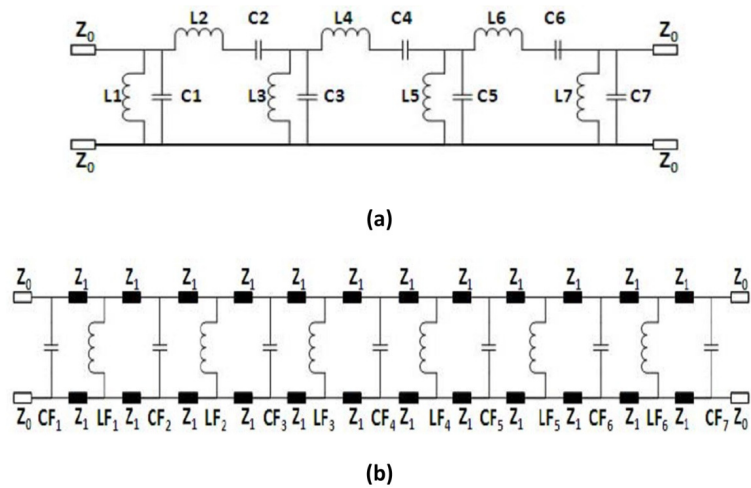 L2 C2 L4 C4 L6 C6
Z0 Z0
L1 C1 L3 C3 L5 C5 L7 C7
Z0 Z0
(a)
Z0 Z1 Z1 Z1 Z1 Z1 Z1 Z1 Z1 Z1 Z1 Z1 Z1 Z0
Z0 CF1 Z1 LF1 Z1 CF2 Z1 LF2 Z1 CF3 Z1 LF3 Z1 CF4 Z1 LF4 Z1 CF5 Z1 LF5 Z1 CF6 Z1 LF6 Z1 CF7 Z0
(b)